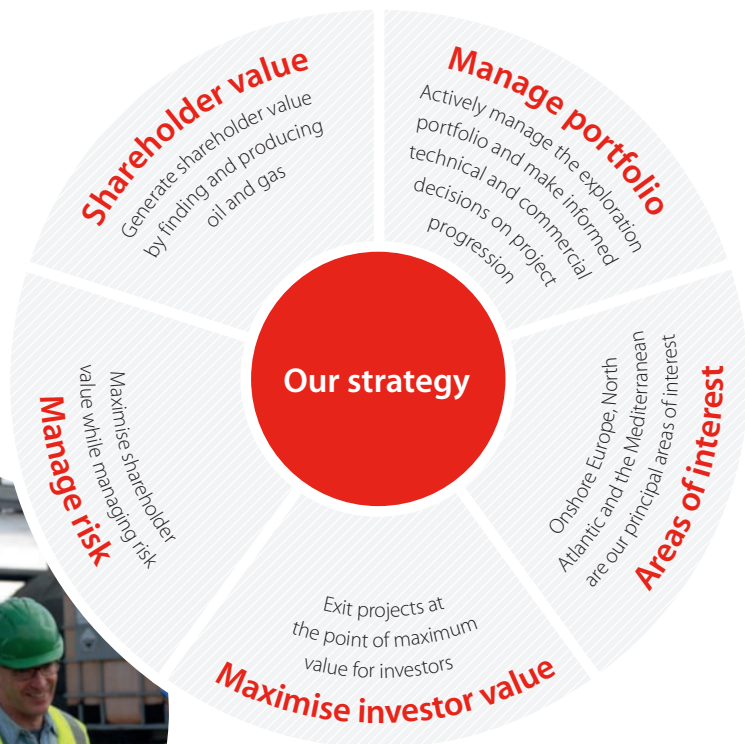 Shareholder value
Generate shareholder value
by finding and producing
oil and gas
Manage portfolio
Actively manage the exploration
portfolio and make informed
technical and commercial
decisions on project
progression
Our strategy
Areas of interest
Onshore Europe, North
Atlantic and the Mediterranean
are our principal areas of interest
Exit projects at
the point of maximum
value for investors
Maximise investor value
Maximise shareholder
value while managing risk
Manage risk